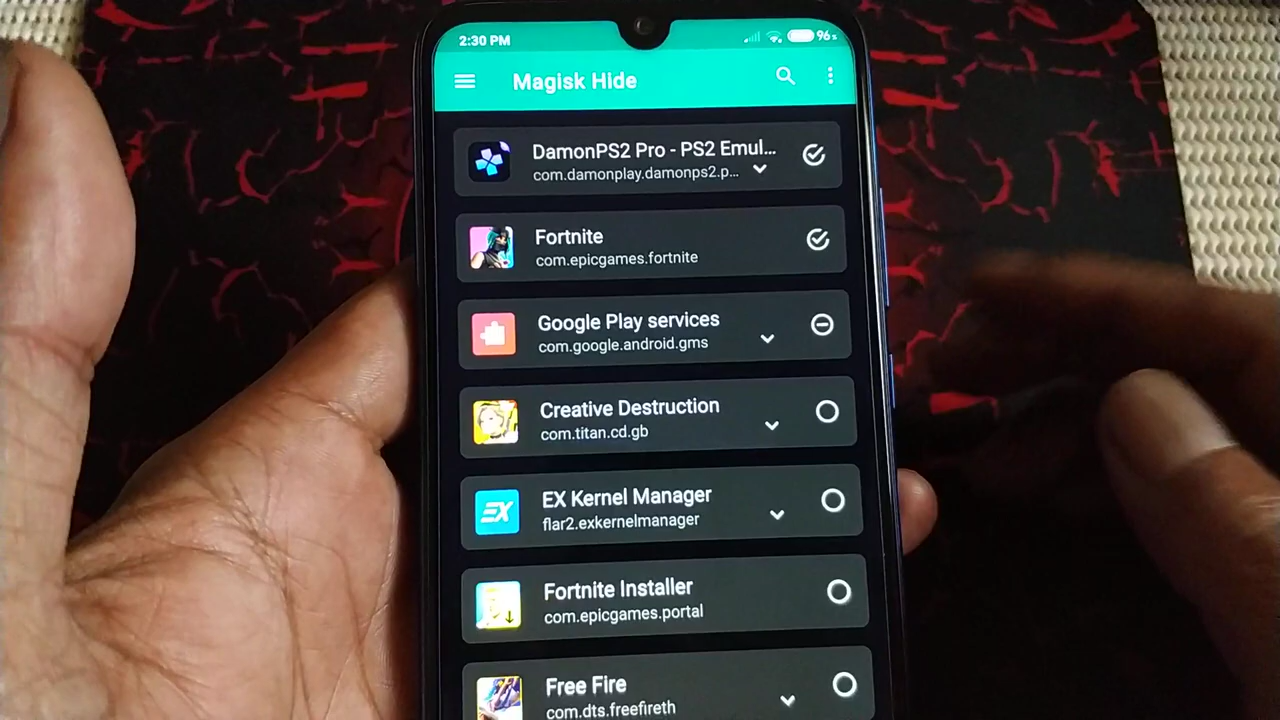 2:30 PM
96%
Magisk Hide
DamonPS2 Pro - PS2 Emul...
com.damonplay.damonps2.p...
Fortnite
com.epicgames.fortnite
Google Play services
com.google.android.gms
Creative Destruction
com.titan.cd.gb
EX
EX Kernel Manager
flar2.exkernelmanager
Fortnite Installer
com.epicgames.portal
Free Fire
com.dts.freefireth